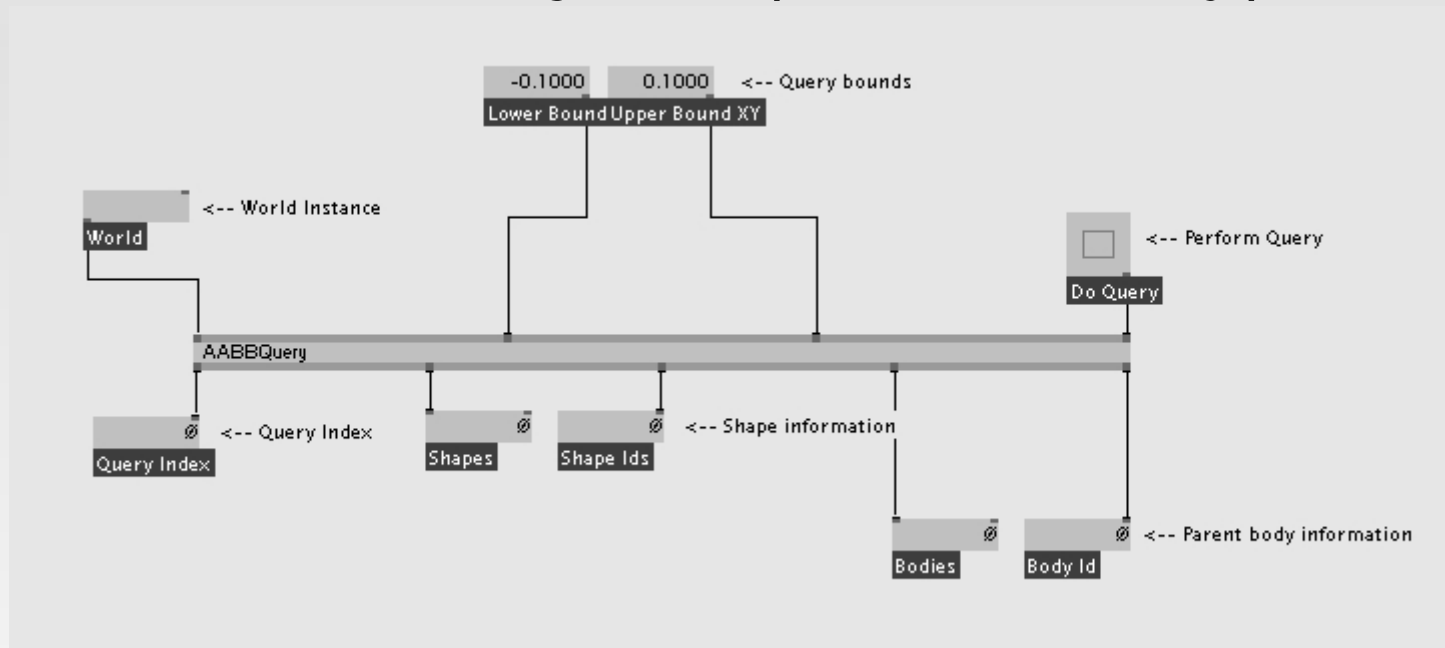 -0.1000 0.1000 <-- Query bounds
Lower Bound Upper Bound XY
<-- World Instance
World
<-- Perform Query
Do Query
AABBQuery
Ø <-- Query Index
Query Index
Ø Ø <-- Shape information
Shapes Shape Ids
Ø Ø <-- Parent body information
Bodies Body Id